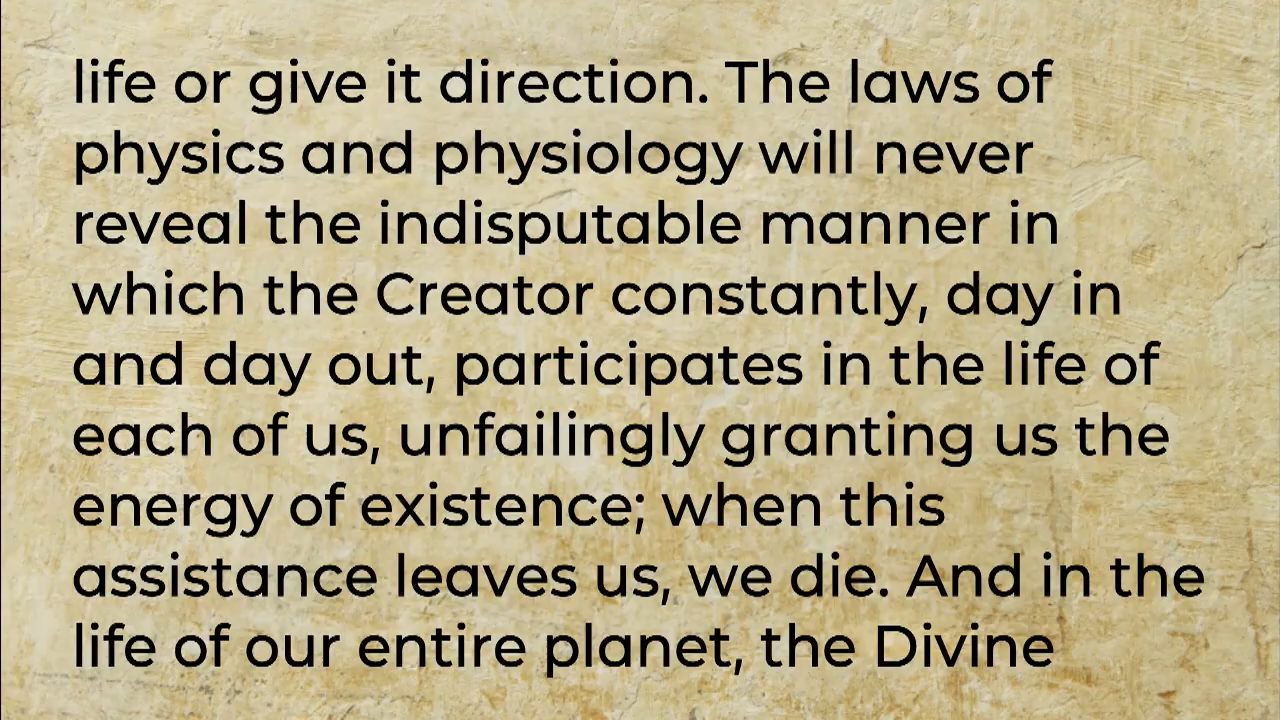 life or give it direction. The laws of
physics and physiology will never
reveal the indisputable manner in
which the Creator constantly, day in
and day out, participates in the life of
each of us, unfailingly granting us the
energy of existence; when this
assistance leaves us, we die. And in the
life of our entire planet, the Divine